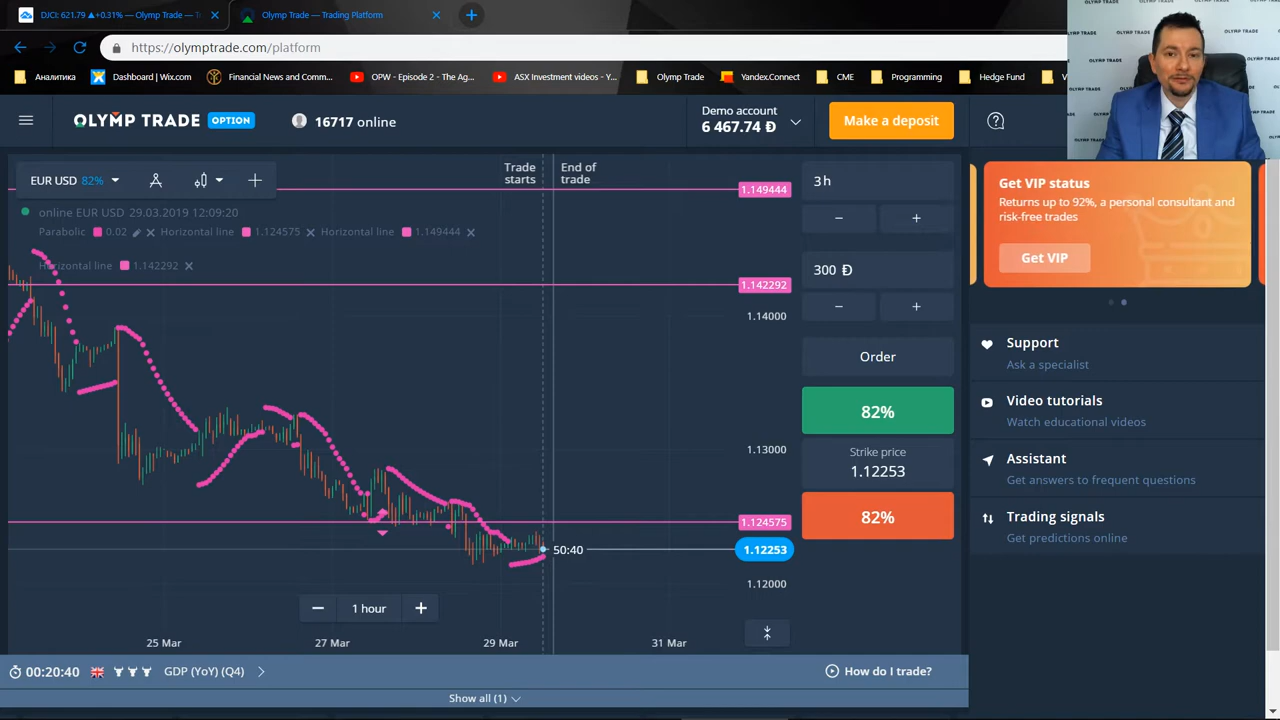 DJCI: 621.79 ▲+0.31% — Olymp Trade — T
Olymp Trade — Trading Platform
https://olymptrade.com/platform
Аналитика
Dashboard | Wix.com
Financial News and Comm...
OPW - Episode 2 - The Ag...
ASX Investment videos - Y...
Olymp Trade
Yandex.Connect
CME
Programming
Hedge Fund
OLYMP TRADE OPTION
16717 online
Demo account
6 467.74 Đ
Make a deposit
EUR USD 82%
Trade starts
End of trade
online EUR USD 29.03.2019 12:09:20
Parabolic 0.02
Horizontal line 1.124575
Horizontal line 1.149444
Horizontal line 1.142292
1.149444
1.142292
1.14000
1.13000
1.124575
1.12253
1.12000
50:40
1 hour
25 Mar
27 Mar
29 Mar
31 Mar
3 h
300 Đ
Order
82%
Strike price
1.12253
82%
Get VIP status
Returns up to 92%, a personal consultant and
risk-free trades
Get VIP
Support
Ask a specialist
Video tutorials
Watch educational videos
Assistant
Get answers to frequent questions
Trading signals
Get predictions online
00:20:40
GDP (YoY) (Q4)
How do I trade?
Show all (1)